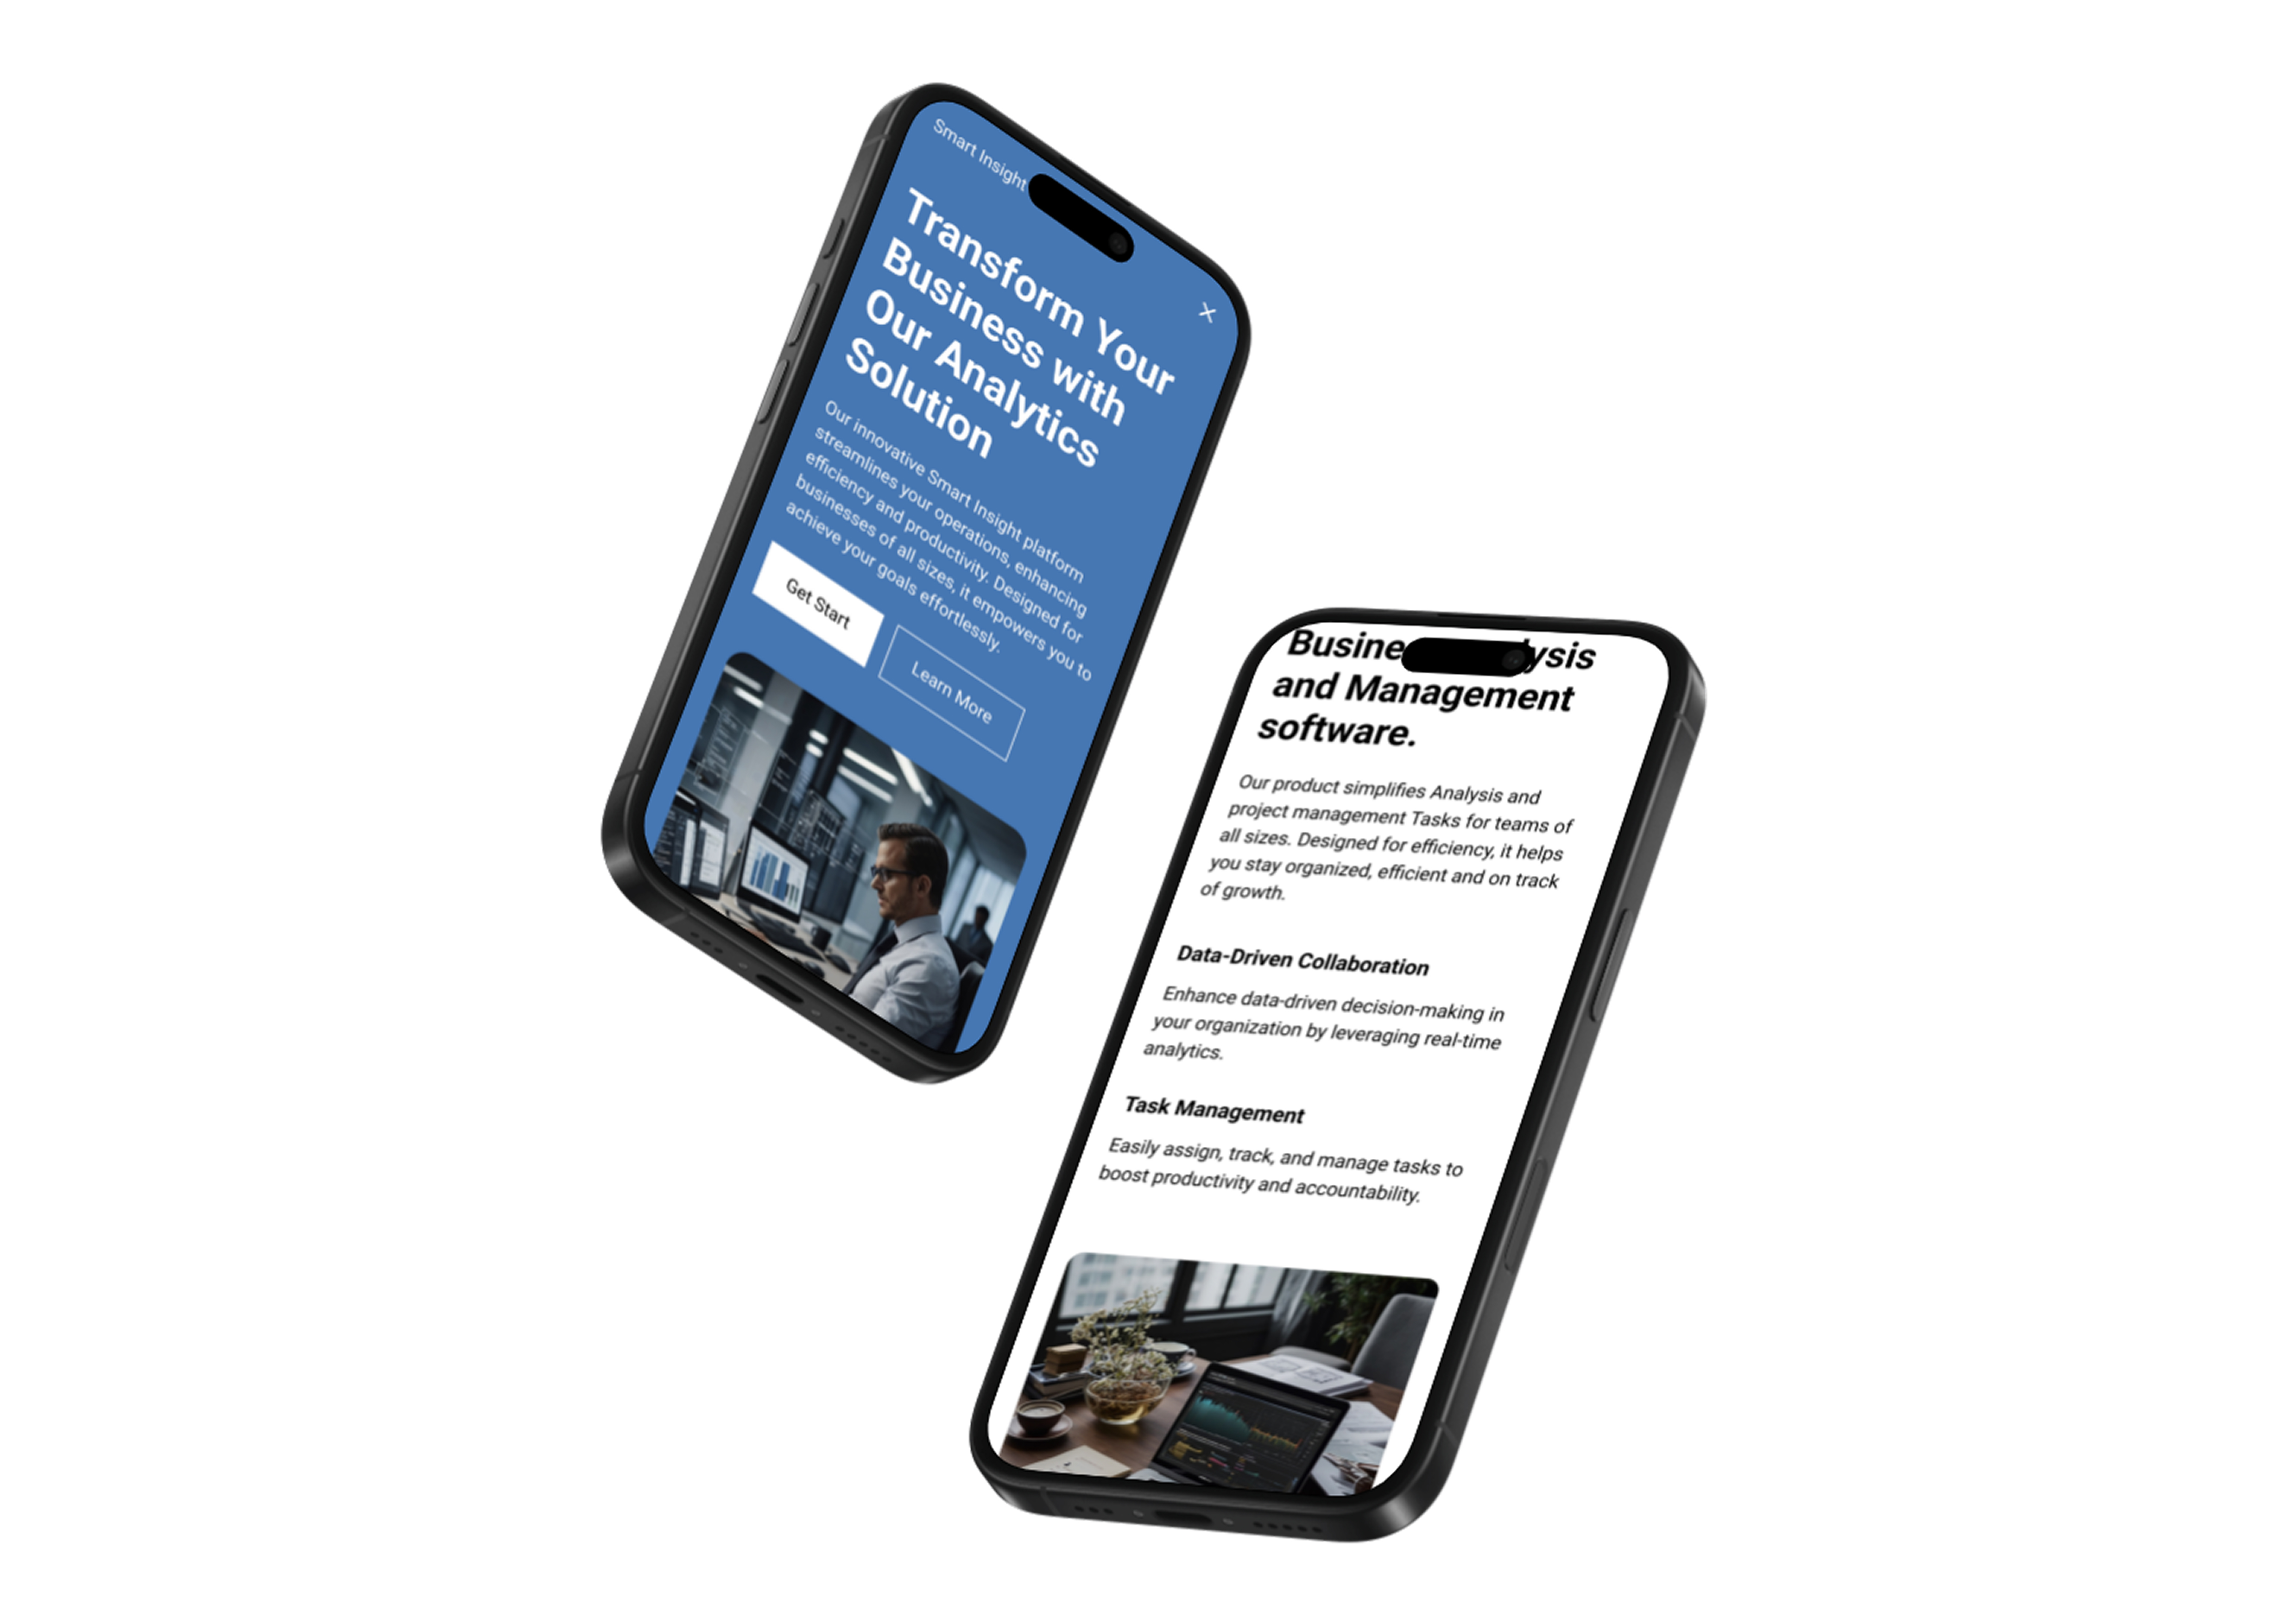 Smart Insight
Transform Your
Business with
Our Analytics
Solution
Our innovative Smart Insight platform
streamlines your operations, enhancing
efficiency and productivity. Designed for
businesses of all sizes, it empowers you to
achieve your goals effortlessly.
Get Start
Learn More
and Management
software.
Our product simplifies Analysis and
project management Tasks for teams of
all sizes. Designed for efficiency, it helps
you stay organized, efficient and on track
of growth.
Data-Driven Collaboration
Enhance data-driven decision-making in
your organization by leveraging real-time
analytics.
Task Management
Easily assign, track, and manage tasks to
boost productivity and accountability.